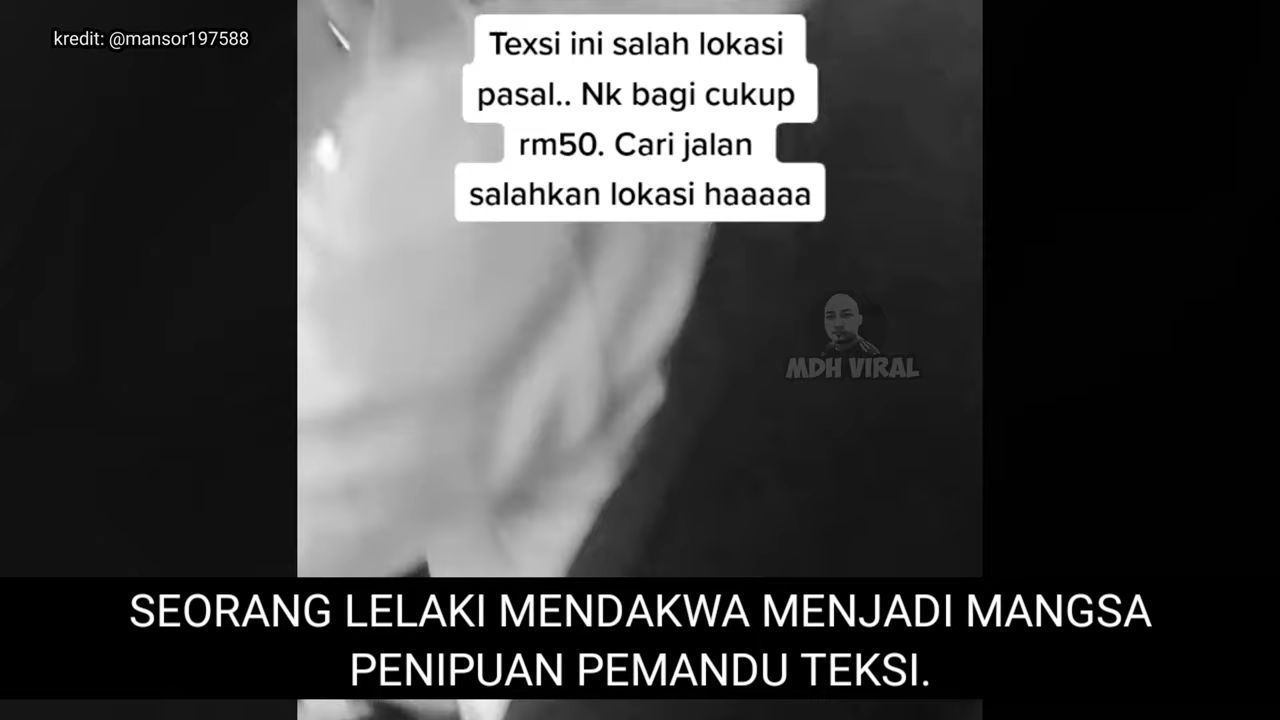 kredit: @mansor197588
Texsi ini salah lokasi
pasal.. Nk bagi cukup
rm50. Cari jalan
salahkan lokasi haaaaa
MDH VIRAL
SEORANG LELAKI MENDAKWA MENJADI MANGSA
PENIPUAN PEMANDU TEKSI.